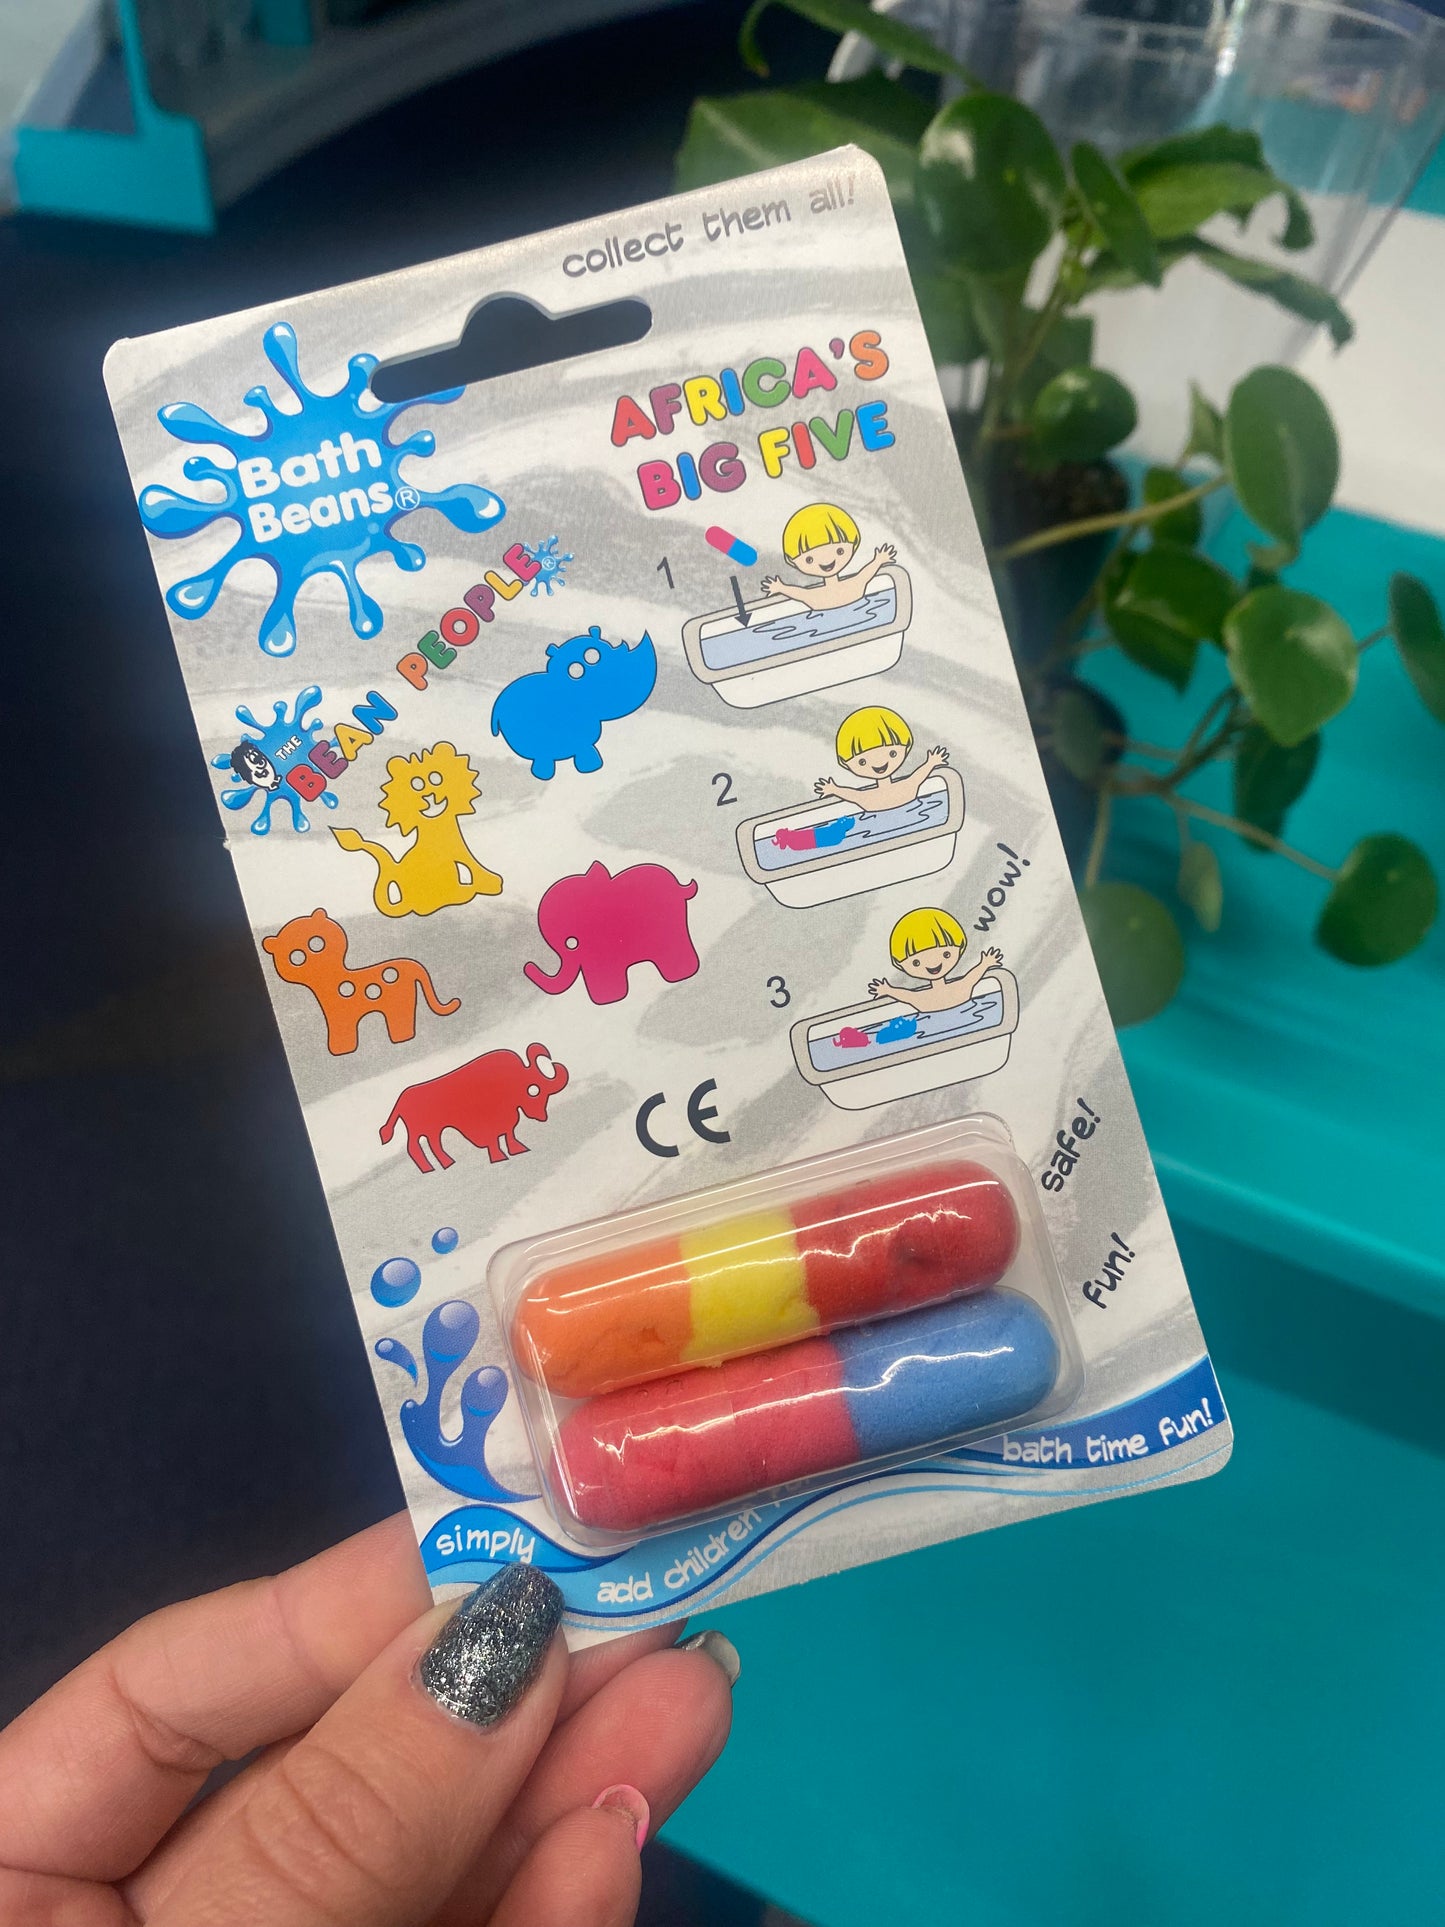 collect them all!
Bath
Beans®
AFRICA'S
BIG FIVE
THE BEAN PEOPLE®
1
2
3
wow!
CE
safe!
fun!
bath time fun!
simply
add children